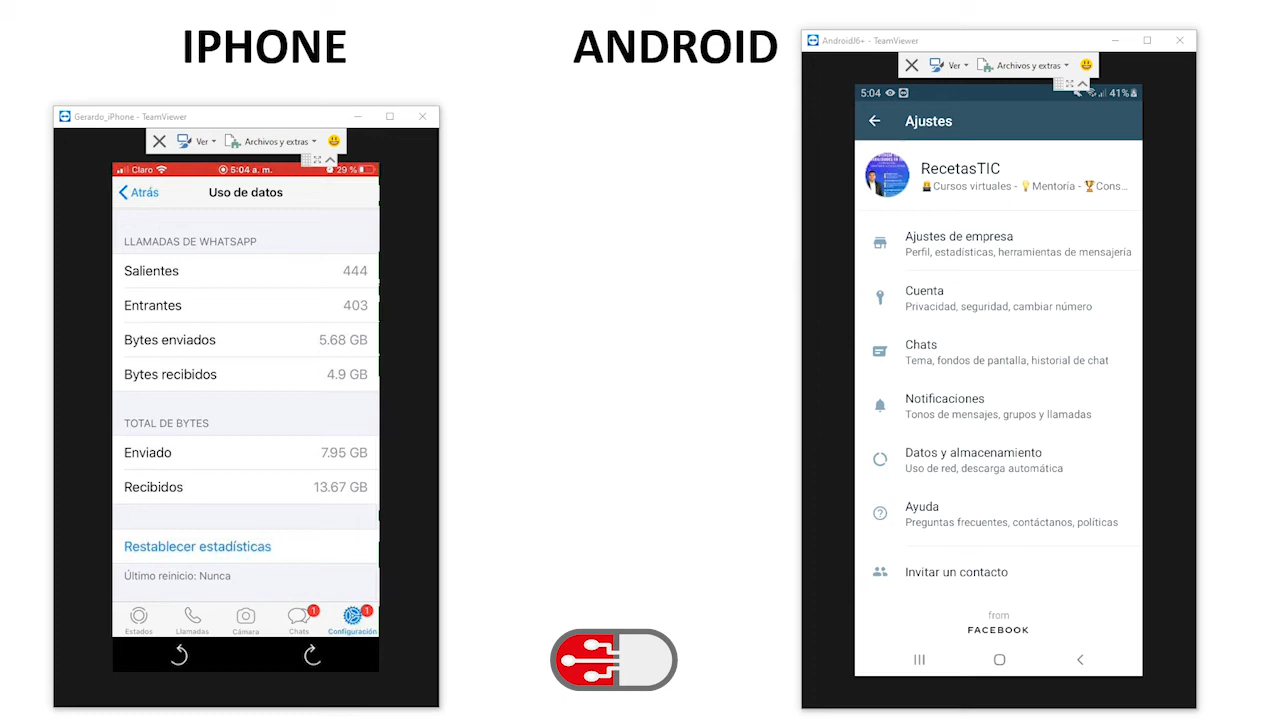 IPHONE
ANDROID
Gerardo_iPhone - TeamViewer
Ver
Archivos y extras
Claro
5:04 a. m.
29 %
Atrás
Uso de datos
LLAMADAS DE WHATSAPP
Salientes 444
Entrantes 403
Bytes enviados 5.68 GB
Bytes recibidos 4.9 GB
TOTAL DE BYTES
Enviado 7.95 GB
Recibidos 13.67 GB
Restablecer estadísticas
Último reinicio: Nunca
1
1
Estados
Llamadas
Cámara
Chats
Configuración
AndroidJ6+ - TeamViewer
Ver
Archivos y extras
5:04
41%
Ajustes
RecetasTIC
Cursos virtuales - Mentoría - Cons...
Ajustes de empresa
Perfil, estadísticas, herramientas de mensajería
Cuenta
Privacidad, seguridad, cambiar número
Chats
Tema, fondos de pantalla, historial de chat
Notificaciones
Tonos de mensajes, grupos y llamadas
Datos y almacenamiento
Uso de red, descarga automática
Ayuda
Preguntas frecuentes, contáctanos, políticas
Invitar un contacto
from
FACEBOOK